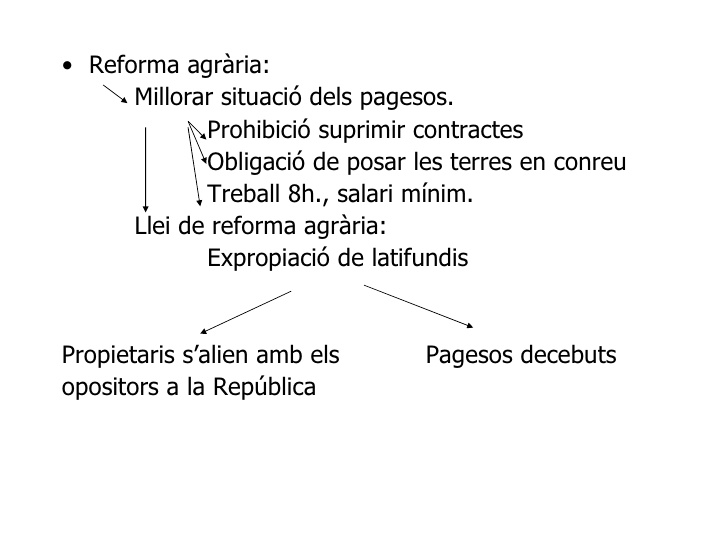 • Reforma agrària:
Millorar situació dels pagesos.
Prohibició suprimir contractes
Obligació de posar les terres en conreu
Treball 8h., salari mínim.
Llei de reforma agrària:
Expropiació de latifundis
Propietaris s’alien amb els Pagesos decebuts
opositors a la República